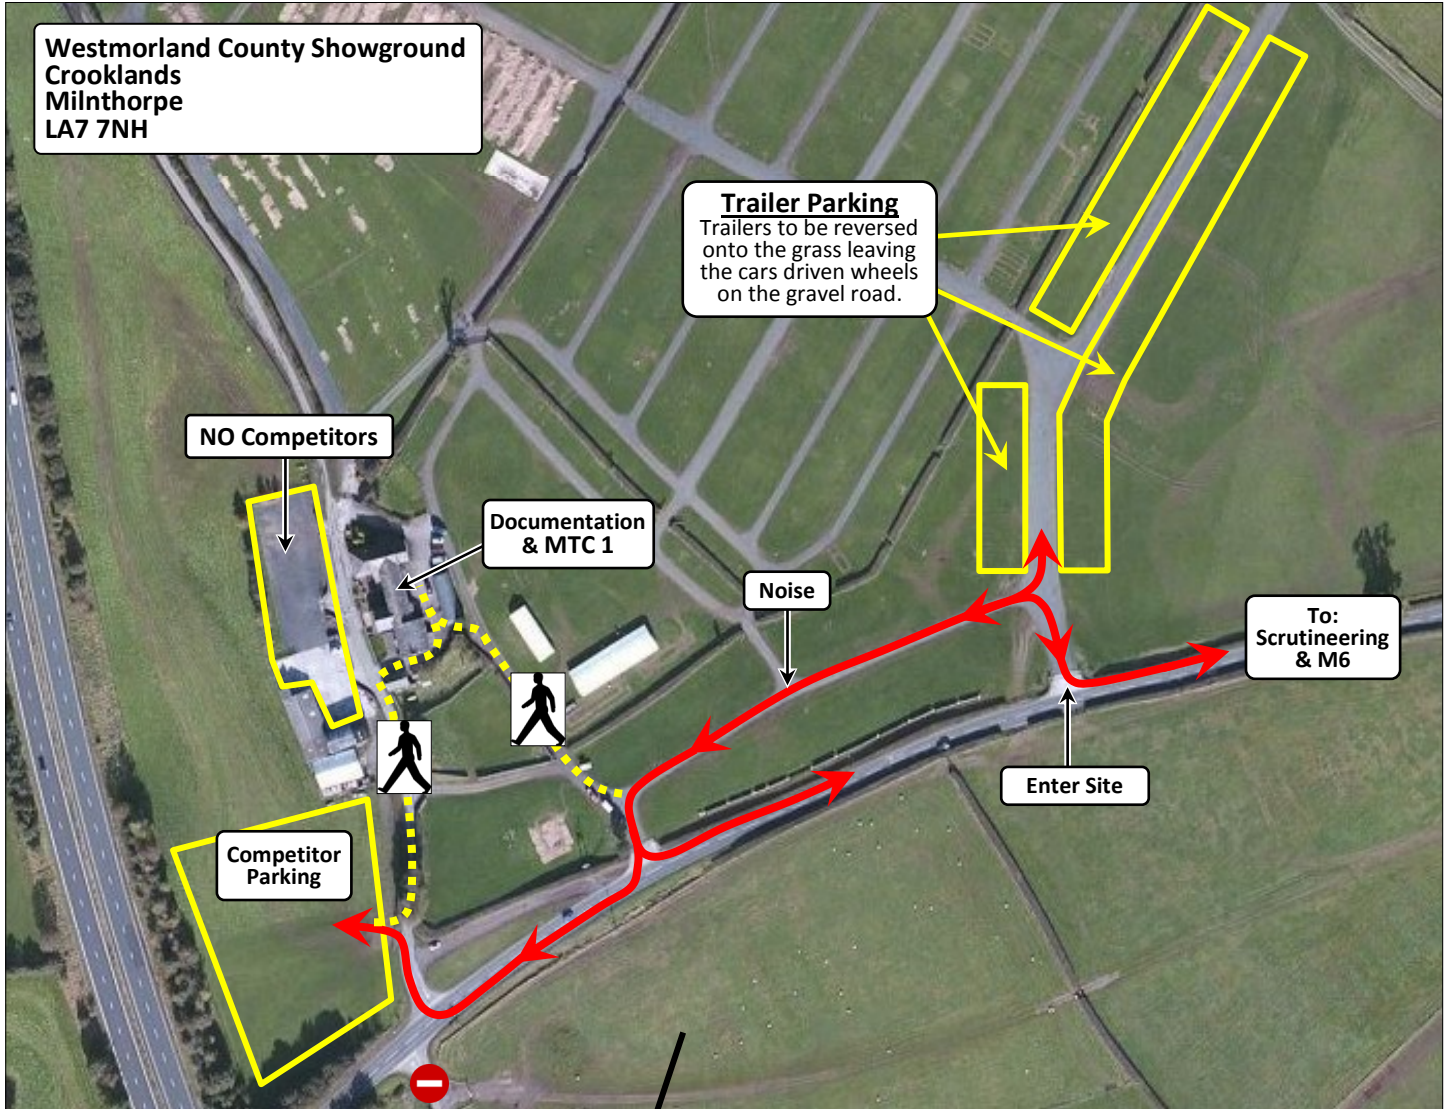 Westmorland County Showground
Crooklands
Milnthorpe
LA7 7NH
Trailer Parking
Trailers to be reversed
onto the grass leaving
the cars driven wheels
on the gravel road.
NO Competitors
Documentation
& MTC 1
Noise
To:
Scrutineering
& M6
Enter Site
Competitor
Parking